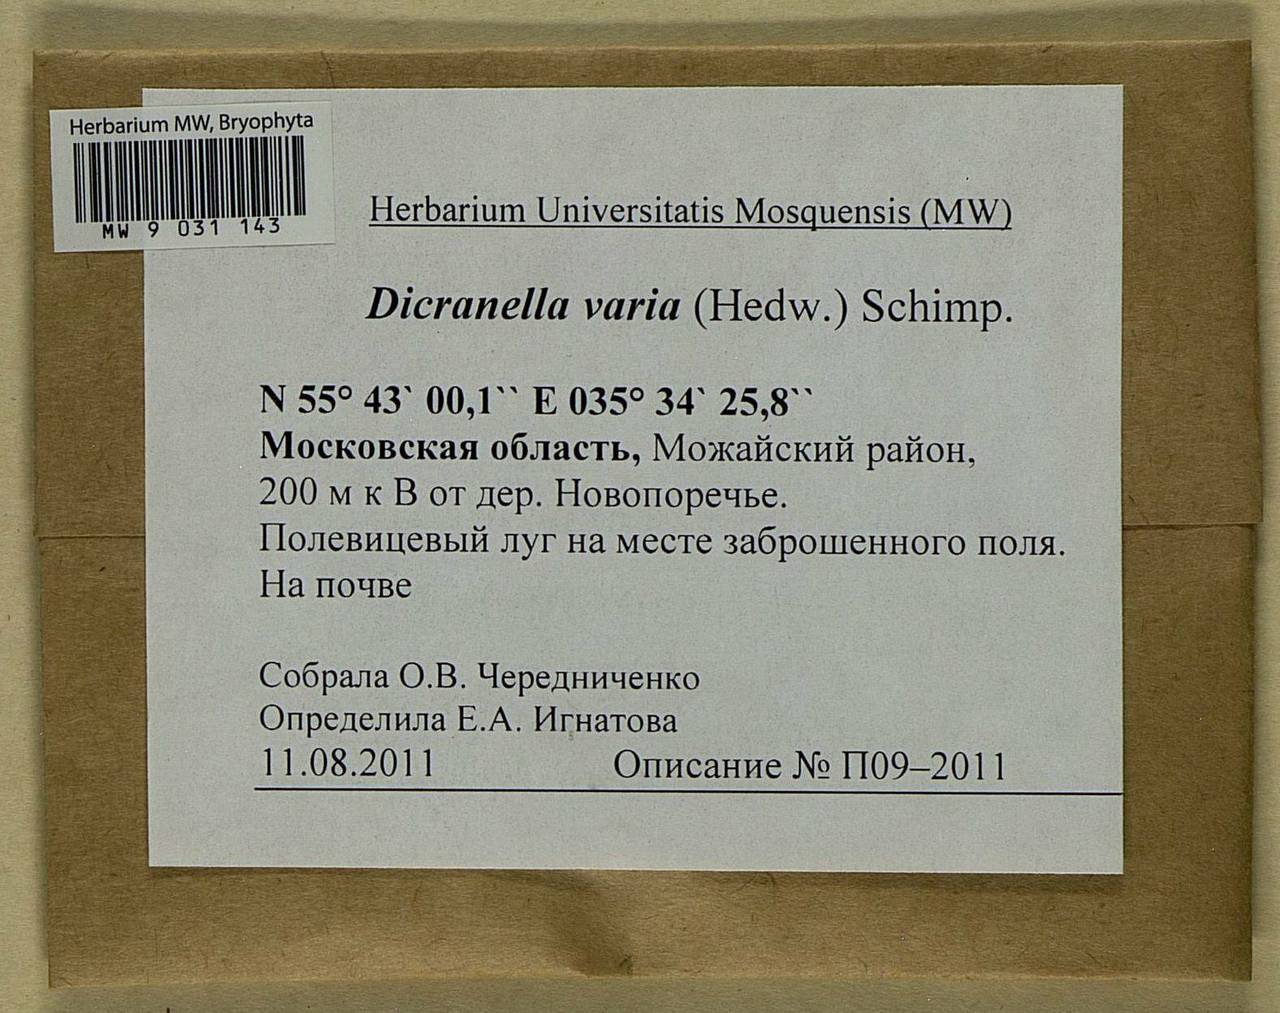 Herbarium MW, Bryophyta
MW 9 031 143
Herbarium Universitatis Mosquensis (MW)
Dicranella varia (Hedw.) Schimp.
N 55° 43` 00,1`` E 035° 34` 25,8``
Московская область, Можайский район,
200 м к В от дер. Новопоречье.
Полевицевый луг на месте заброшенного поля.
На почве
Собрала О.В. Чередниченко
Определила Е.А. Игнатова
11.08.2011 Описание № П09–2011